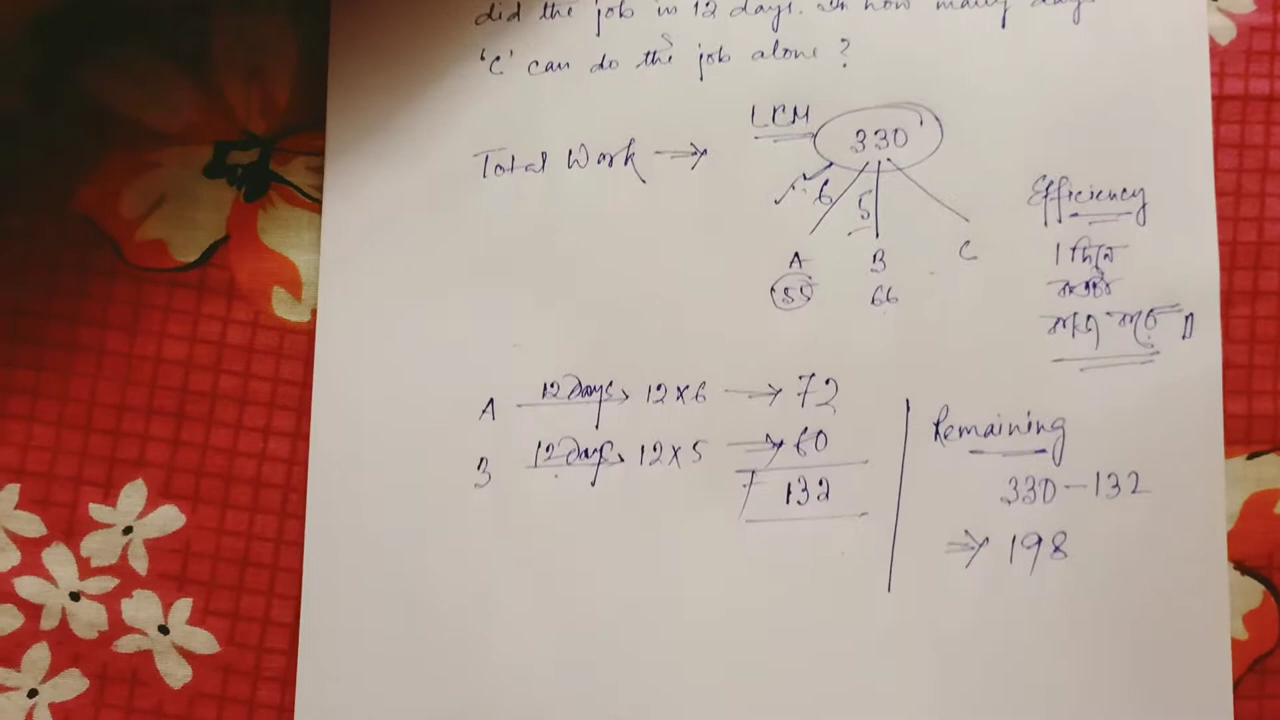 did the job in 12 days. In how many days
'C' can do the job alone ?
LCM
Total Work → 330
6 5
A B C
55 66
Efficiency
1 দিনে
কতটা
কাজ করে
A 12 Days 12×6 → 72
B 12 Days 12×5 → 60
132
Remaining
330-132
⇒ 198